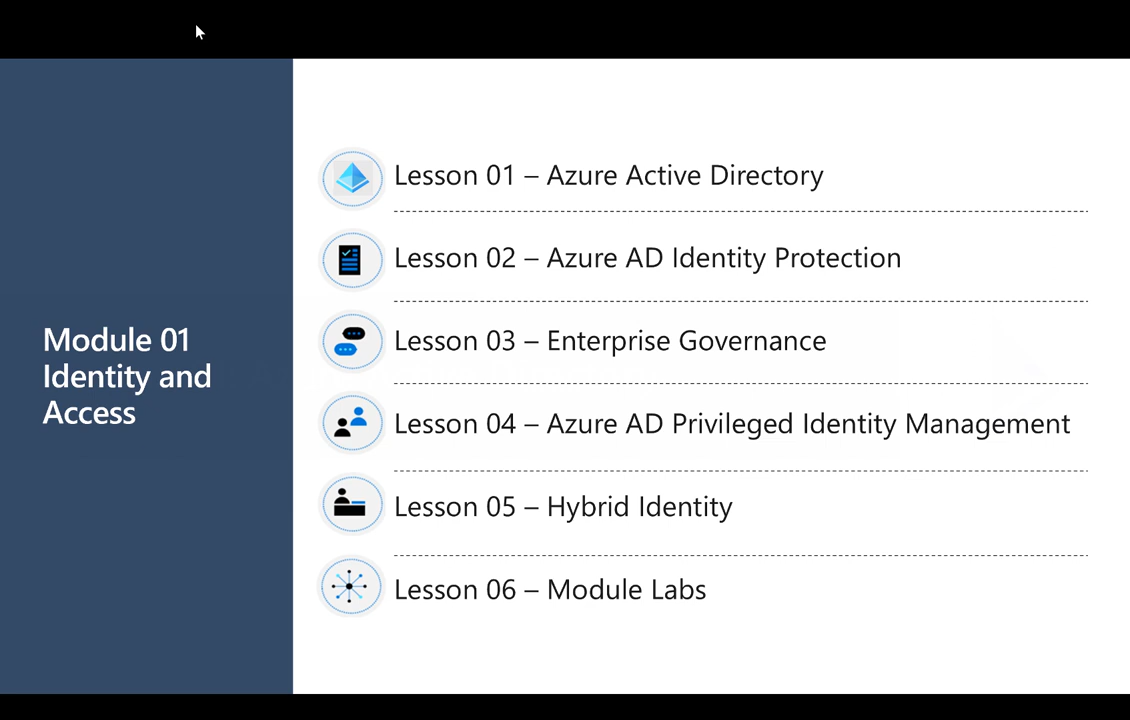 Module 01
Identity and
Access
Lesson 01 – Azure Active Directory
Lesson 02 – Azure AD Identity Protection
Lesson 03 – Enterprise Governance
Lesson 04 – Azure AD Privileged Identity Management
Lesson 05 – Hybrid Identity
Lesson 06 – Module Labs